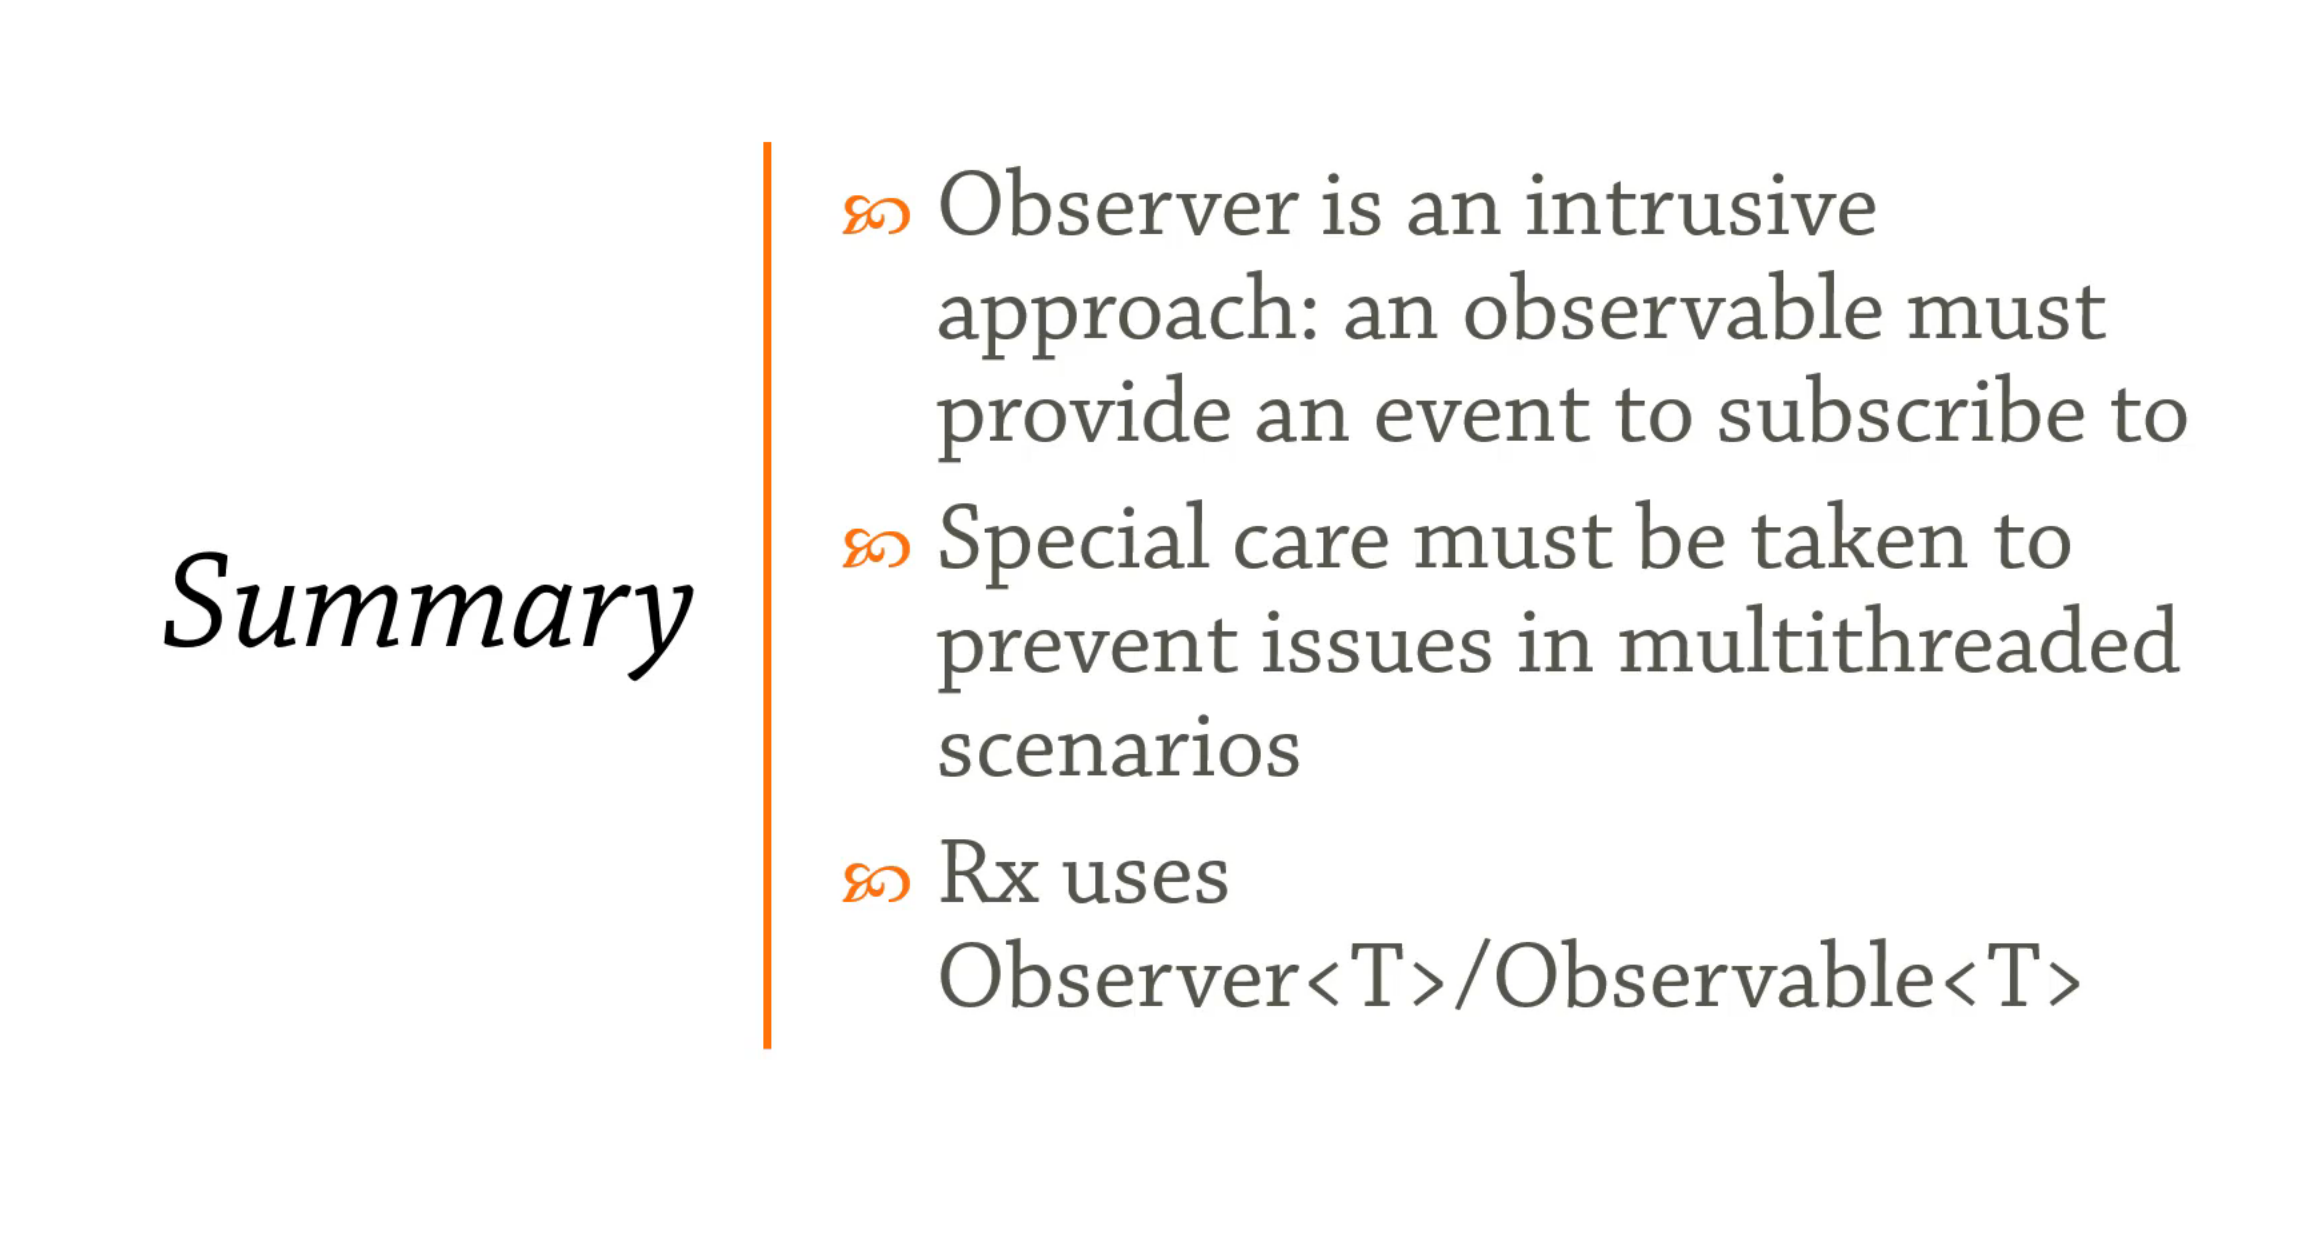 Summary
Observer is an intrusive
approach: an observable must
provide an event to subscribe to
Special care must be taken to
prevent issues in multithreaded
scenarios
Rx uses
Observer<T>/Observable<T>